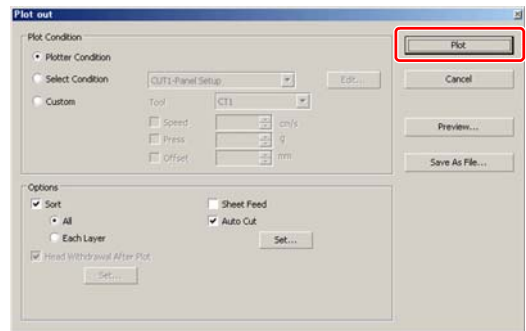 Plot out
Plot Condition
Plotter Condition
Select Condition
CUT1-Panel Setup
Edit...
Custom
Tool
CT1
Speed
cm/s
Press
g
Offset
mm
Plot
Cancel
Preview...
Save As File...
Options
Sort
All
Each Layer
Head Withdrawal After Plot
Set...
Sheet Feed
Auto Cut
Set...